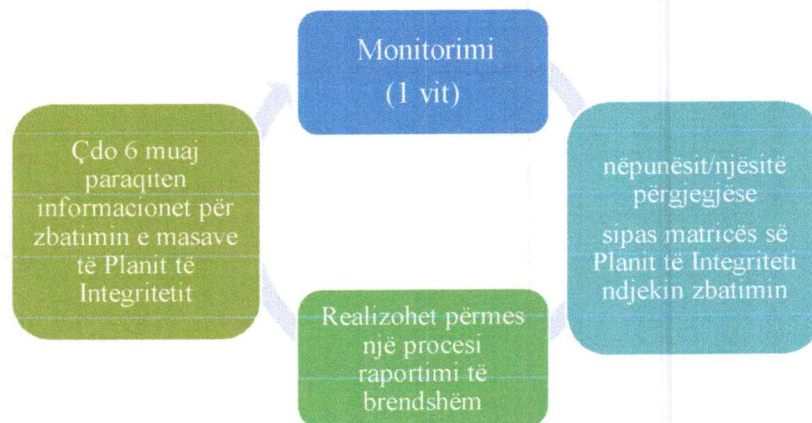 Monitorimi
(1 vit)
nëpunësit/njësitë
përgjegjëse
sipas matricës së
Planit të Integriteti
ndjekin zbatimin
Realizohet përmes
një procesi
raportimi të
brendshëm
Çdo 6 muaj
paraqiten
informacionet për
zbatimin e masave
të Planit të
Integritetit